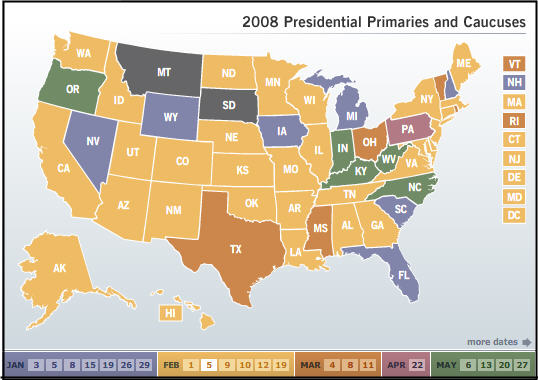 2008 Presidential Primaries and Caucuses
WA
MT
ND
MN
ME
VT
OR
ID
SD
WI
MI
NY
NH
WY
MA
NV
NE
IA
PA
RI
UT
CO
IL
IN
OH
CT
CA
KS
MO
KY
WV
VA
NJ
AZ
NM
OK
AR
TN
NC
DE
SC
MD
TX
LA
MS
AL
GA
DC
AK
FL
HI
more dates
JAN 3 5 8 15 19 26 29 FEB 1 5 9 10 12 19 MAR 4 8 11 APR 22 MAY 6 13 20 27